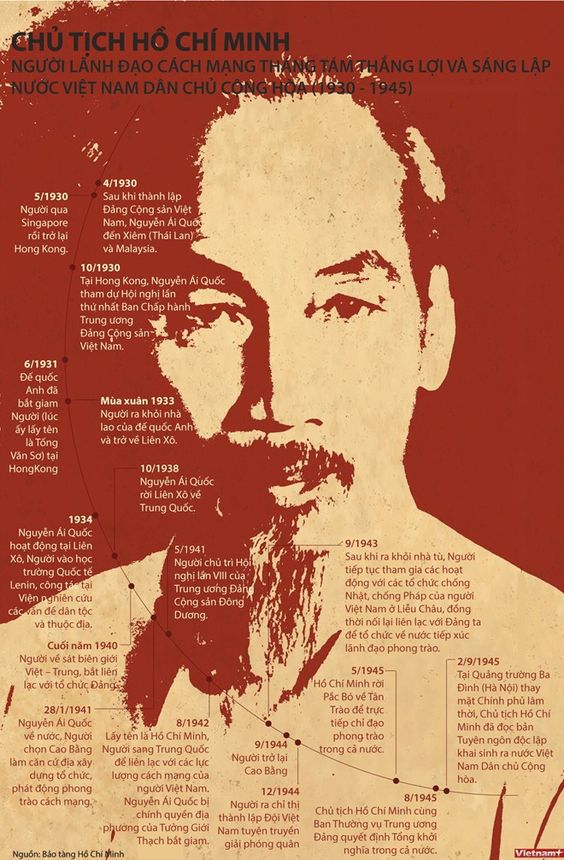 CHỦ TỊCH HỒ CHÍ MINH
NGƯỜI LÃNH ĐẠO CÁCH MẠNG THÁNG TÁM THẮNG LỢI VÀ SÁNG LẬP
NƯỚC VIỆT NAM DÂN CHỦ CỘNG HÒA (1930 - 1945)
4/1930
Sau khi thành lập
Đảng Cộng sản Việt
Nam, Nguyễn Ái Quốc
đến Xiêm (Thái Lan)
và Malaysia.
5/1930
Người qua
Singapore
rồi trở lại
Hong Kong.
10/1930
Tại Hong Kong, Nguyễn Ái Quốc
tham dự Hội nghị lần
thứ nhất Ban Chấp hành
Trung ương
Đảng Cộng sản
Việt Nam.
6/1931
Đế quốc
Anh đã
bắt giam
Người (lúc
ấy lấy tên
là Tống
Văn Sơ) tại
HongKong
Mùa xuân 1933
Người ra khỏi nhà
lao của đế quốc Anh
và trở về Liên Xô.
1934
Nguyễn Ái Quốc
hoạt động tại Liên
Xô, Người vào học
trường Quốc tế
Lenin, công tác tại
Viện nghiên cứu
các vấn đề dân tộc
và thuộc địa.
10/1938
Nguyễn Ái Quốc
rời Liên Xô về
Trung Quốc.
Cuối năm 1940
Người về sát biên giới
Việt – Trung, bắt liên
lạc với tổ chức Đảng.
28/1/1941
Nguyễn Ái Quốc
về nước, Người
chọn Cao Bằng
làm căn cứ địa xây
dựng tổ chức,
phát động phong
trào cách mạng.
5/1941
Người chủ trì Hội
nghị lần VIII của
Trung ương Đảng
Cộng sản Đông
Dương.
8/1942
Lấy tên là Hồ Chí Minh,
Người sang Trung Quốc
để liên lạc với các lực
lượng cách mạng của
người Việt Nam.
Nguyễn Ái Quốc bị
chính quyền địa
phương của Tưởng Giới
Thạch bắt giam.
9/1943
Sau khi ra khỏi nhà tù, Người
tiếp tục tham gia các hoạt
động với các tổ chức chống
Nhật, chống Pháp của người
Việt Nam ở Liễu Châu, đồng
thời nối lại liên lạc với Đảng ta
để tổ chức về nước tiếp xúc
lãnh đạo phong trào.
9/1944
Người trở lại
Cao Bằng
12/1944
Người ra chỉ thị
thành lập Đội Việt
Nam tuyên truyền
giải phóng quân
5/1945
Hồ Chí Minh rời
Pắc Bó về Tân
Trào để trực
tiếp chỉ đạo
phong trào
trong cả nước.
8/1945
Chủ tịch Hồ Chí Minh cùng
Ban Thường vụ Trung ương
Đảng quyết định Tổng khởi
nghĩa trong cả nước.
2/9/1945
Tại Quảng trường Ba
Đình (Hà Nội) thay
mặt Chính phủ lâm
thời, Chủ tịch Hồ Chí
Minh đã đọc bản
Tuyên ngôn độc lập
khai sinh ra nước Việt
Nam Dân chủ Cộng
hòa.
Nguồn: Bảo tàng Hồ Chí Minh
Vietnam+